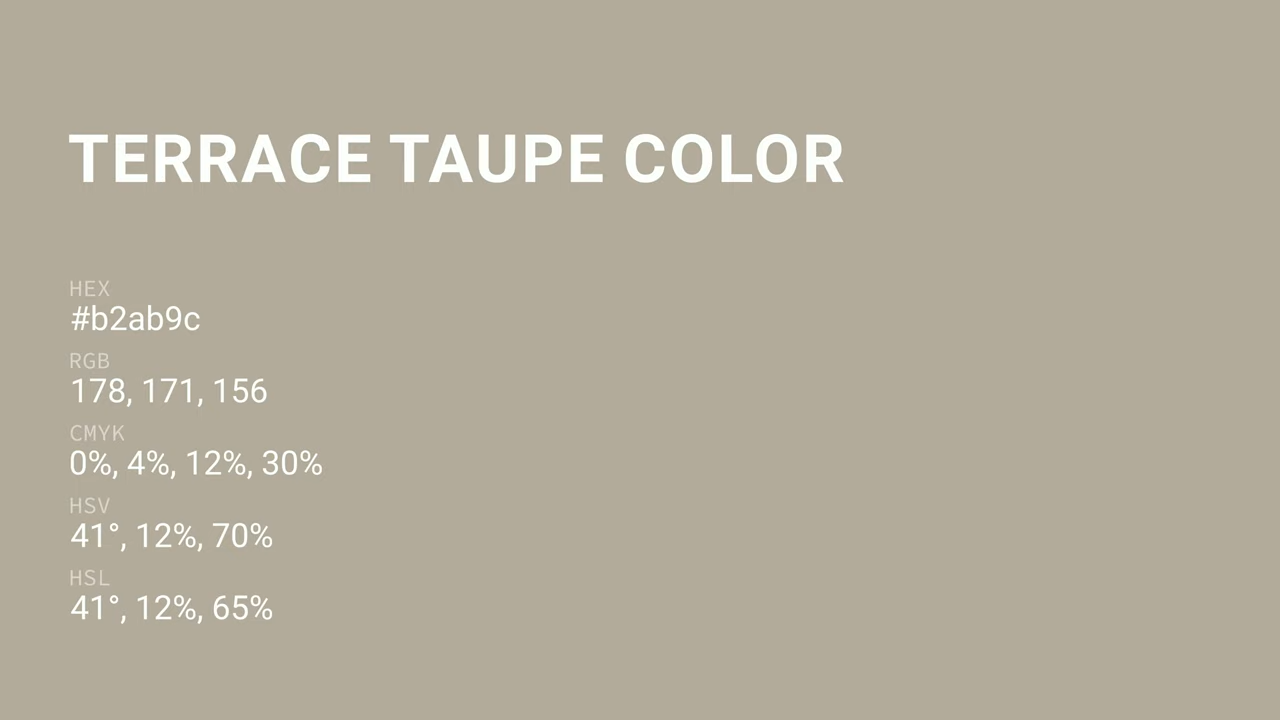 TERRACE TAUPE COLOR
HEX
#b2ab9c
RGB
178, 171, 156
CMYK
0%, 4%, 12%, 30%
HSV
41°, 12%, 70%
HSL
41°, 12%, 65%